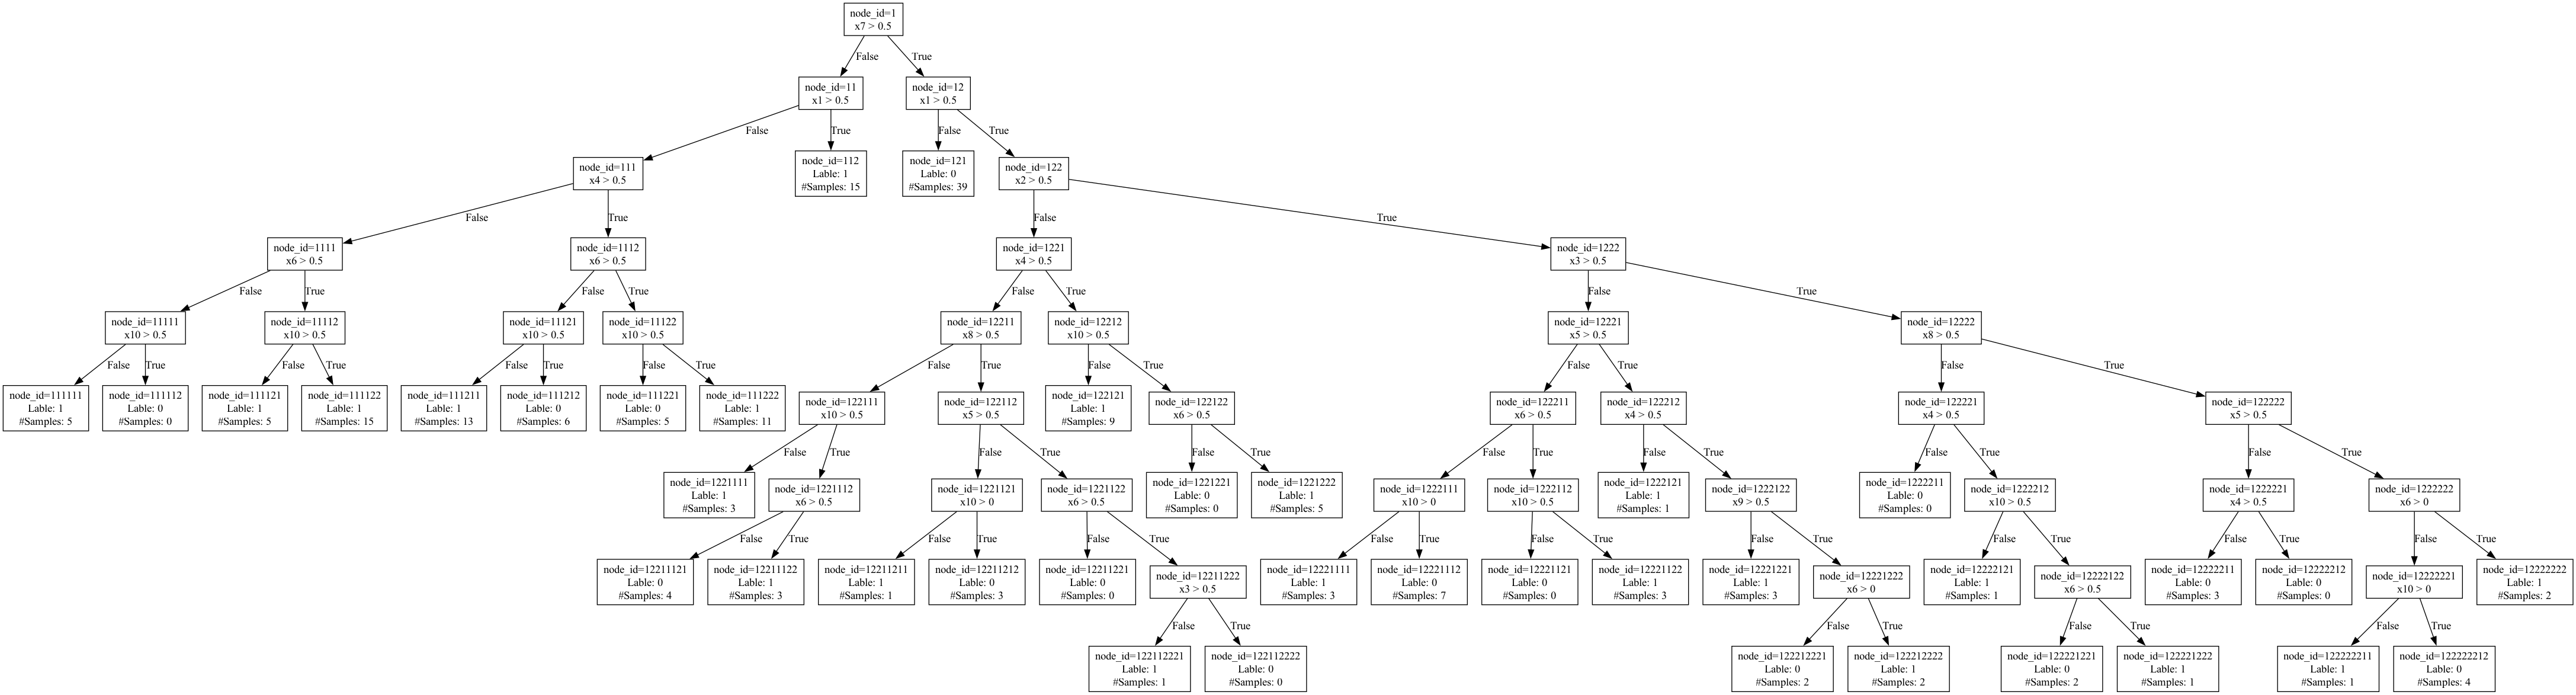 node_id=1
x7 > 0.5
False
True
node_id=11
x1 > 0.5
node_id=12
x1 > 0.5
False
True
False
True
node_id=111
x4 > 0.5
node_id=112
Lable: 1
#Samples: 15
node_id=121
Lable: 0
#Samples: 39
node_id=122
x2 > 0.5
False
True
False
True
node_id=1111
x6 > 0.5
node_id=1112
x6 > 0.5
node_id=1221
x4 > 0.5
node_id=1222
x3 > 0.5
False
True
False
True
False
True
False
True
node_id=11111
x10 > 0.5
node_id=11112
x10 > 0.5
node_id=11121
x10 > 0.5
node_id=11122
x10 > 0.5
node_id=12211
x8 > 0.5
node_id=12212
x10 > 0.5
node_id=12221
x5 > 0.5
node_id=12222
x8 > 0.5
False
True
False
True
False
True
False
True
False
True
False
True
False
True
False
True
node_id=111111
Lable: 1
#Samples: 5
node_id=111112
Lable: 0
#Samples: 0
node_id=111121
Lable: 1
#Samples: 5
node_id=111122
Lable: 1
#Samples: 15
node_id=111211
Lable: 1
#Samples: 13
node_id=111212
Lable: 0
#Samples: 6
node_id=111221
Lable: 0
#Samples: 5
node_id=111222
Lable: 1
#Samples: 11
node_id=122111
x10 > 0.5
node_id=122112
x5 > 0.5
node_id=122121
Lable: 1
#Samples: 9
node_id=122122
x6 > 0.5
node_id=122211
x6 > 0.5
node_id=122212
x4 > 0.5
node_id=122221
x4 > 0.5
node_id=122222
x5 > 0.5
False
True
False
True
False
True
False
True
False
True
False
True
False
True
node_id=1221111
Lable: 1
#Samples: 3
node_id=1221112
x6 > 0.5
node_id=1221121
x10 > 0
node_id=1221122
x6 > 0.5
node_id=1221221
Lable: 0
#Samples: 0
node_id=1221222
Lable: 1
#Samples: 5
node_id=1222111
x10 > 0
node_id=1222112
x10 > 0.5
node_id=1222121
Lable: 1
#Samples: 1
node_id=1222122
x9 > 0.5
node_id=1222211
Lable: 0
#Samples: 0
node_id=1222212
x10 > 0.5
node_id=1222221
x4 > 0.5
node_id=1222222
x6 > 0
False
True
False
True
False
True
False
True
False
True
False
True
False
True
False
True
False
True
node_id=12211121
Lable: 0
#Samples: 4
node_id=12211122
Lable: 1
#Samples: 3
node_id=12211211
Lable: 1
#Samples: 1
node_id=12211212
Lable: 0
#Samples: 3
node_id=12211221
Lable: 0
#Samples: 0
node_id=12211222
x3 > 0.5
node_id=12221111
Lable: 1
#Samples: 3
node_id=12221112
Lable: 0
#Samples: 7
node_id=12221121
Lable: 0
#Samples: 0
node_id=12221122
Lable: 1
#Samples: 3
node_id=12221221
Lable: 1
#Samples: 3
node_id=12221222
x6 > 0
node_id=12222121
Lable: 1
#Samples: 1
node_id=12222122
x6 > 0.5
node_id=12222211
Lable: 0
#Samples: 3
node_id=12222212
Lable: 0
#Samples: 0
node_id=12222221
x10 > 0
node_id=12222222
Lable: 1
#Samples: 2
False
True
False
True
False
True
False
True
node_id=122112221
Lable: 1
#Samples: 1
node_id=122112222
Lable: 0
#Samples: 0
node_id=122212221
Lable: 0
#Samples: 2
node_id=122212222
Lable: 1
#Samples: 2
node_id=122221221
Lable: 0
#Samples: 2
node_id=122221222
Lable: 1
#Samples: 1
node_id=122222211
Lable: 1
#Samples: 1
node_id=122222212
Lable: 0
#Samples: 4